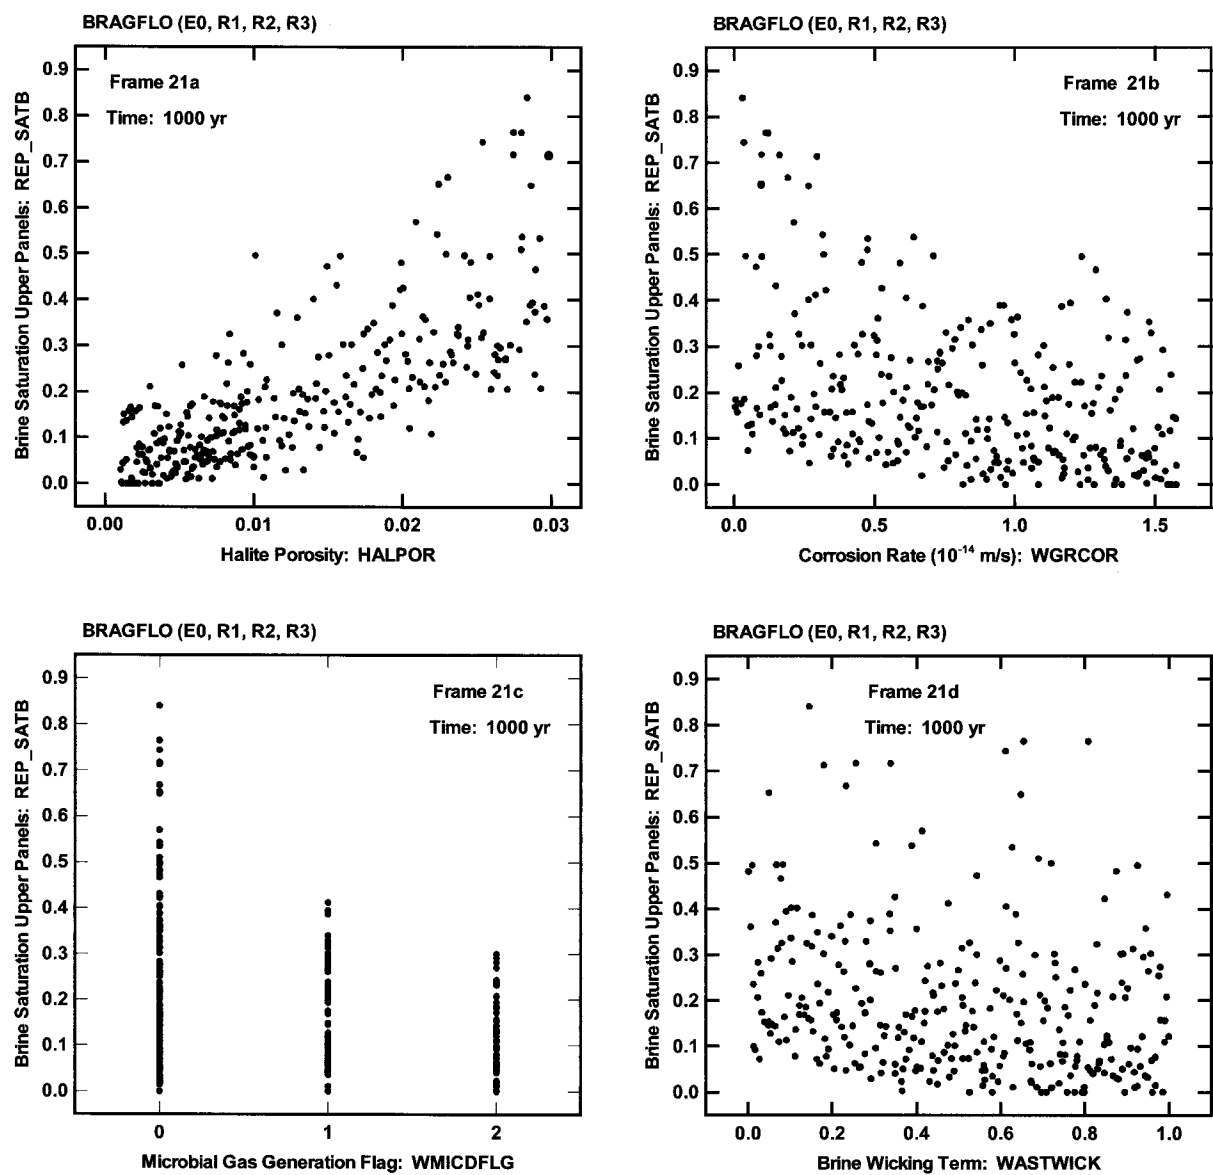 BRAGFLO (E0, R1, R2, R3)
Frame 21a
Time: 1000 yr
Brine Saturation Upper Panels: REP_SATB
0.9
0.8
0.7
0.6
0.5
0.4
0.3
0.2
0.1
0.0
0.00 0.01 0.02 0.03
Halite Porosity: HALPOR
BRAGFLO (E0, R1, R2, R3)
Frame 21b
Time: 1000 yr
Brine Saturation Upper Panels: REP_SATB
0.9
0.8
0.7
0.6
0.5
0.4
0.3
0.2
0.1
0.0
0.0 0.5 1.0 1.5
Corrosion Rate (10⁻¹⁴ m/s): WGRCOR
BRAGFLO (E0, R1, R2, R3)
Frame 21c
Time: 1000 yr
Brine Saturation Upper Panels: REP_SATB
0.9
0.8
0.7
0.6
0.5
0.4
0.3
0.2
0.1
0.0
0 1 2
Microbial Gas Generation Flag: WMICDFLG
BRAGFLO (E0, R1, R2, R3)
Frame 21d
Time: 1000 yr
Brine Saturation Upper Panels: REP_SATB
0.9
0.8
0.7
0.6
0.5
0.4
0.3
0.2
0.1
0.0
0.0 0.2 0.4 0.6 0.8 1.0
Brine Wicking Term: WASTWICK